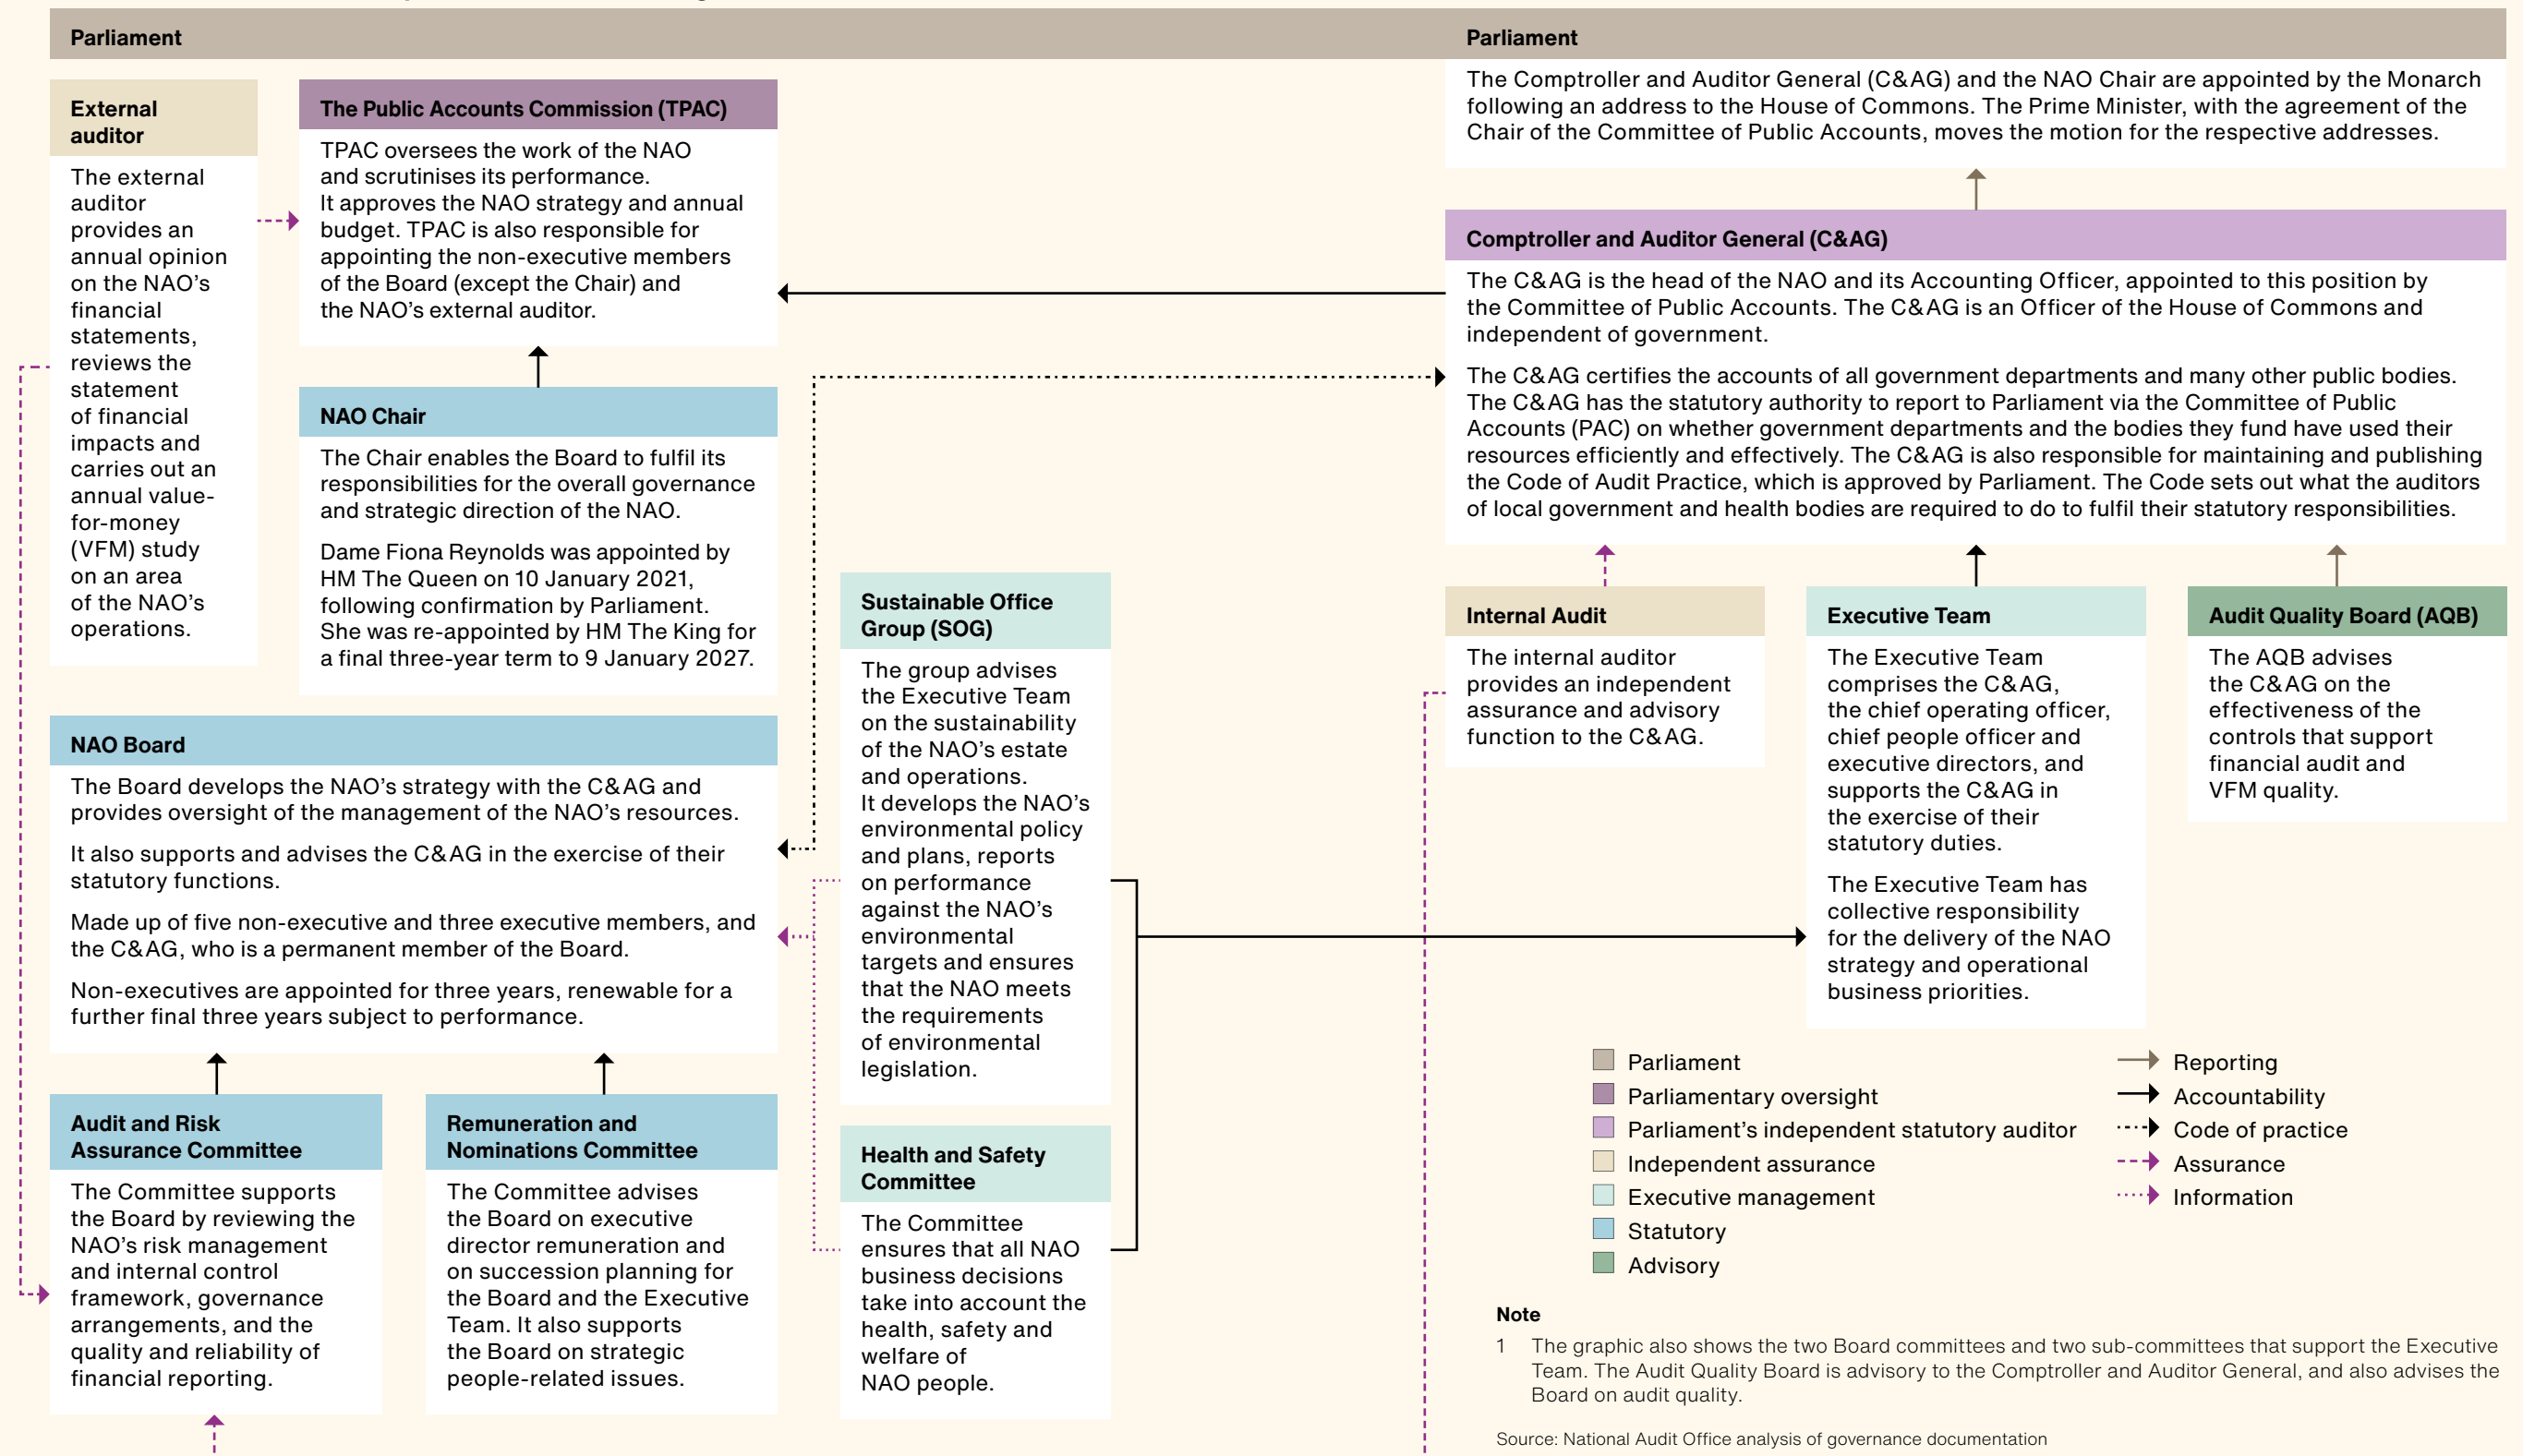 Parliament
External
auditor
The external
auditor
provides an
annual opinion
on the NAO's
financial
statements,
reviews the
statement
of financial
impacts and
carries out an
annual value-
for-money
(VFM) study
on an area
of the NAO's
operations.
The Public Accounts Commission (TPAC)
TPAC oversees the work of the NAO
and scrutinises its performance.
It approves the NAO strategy and annual
budget. TPAC is also responsible for
appointing the non-executive members
of the Board (except the Chair) and
the NAO's external auditor.
NAO Chair
The Chair enables the Board to fulfil its
responsibilities for the overall governance
and strategic direction of the NAO.
Dame Fiona Reynolds was appointed by
HM The Queen on 10 January 2021,
following confirmation by Parliament.
She was re-appointed by HM The King for
a final three-year term to 9 January 2027.
NAO Board
The Board develops the NAO's strategy with the C&AG and
provides oversight of the management of the NAO's resources.
It also supports and advises the C&AG in the exercise of their
statutory functions.
Made up of five non-executive and three executive members, and
the C&AG, who is a permanent member of the Board.
Non-executives are appointed for three years, renewable for a
further final three years subject to performance.
Audit and Risk
Assurance Committee
The Committee supports
the Board by reviewing the
NAO's risk management
and internal control
framework, governance
arrangements, and the
quality and reliability of
financial reporting.
Remuneration and
Nominations Committee
The Committee advises
the Board on executive
director remuneration and
on succession planning for
the Board and the Executive
Team. It also supports
the Board on strategic
people-related issues.
Sustainable Office
Group (SOG)
The group advises
the Executive Team
on the sustainability
of the NAO's estate
and operations.
It develops the NAO's
environmental policy
and plans, reports
on performance
against the NAO's
environmental
targets and ensures
that the NAO meets
the requirements
of environmental
legislation.
Health and Safety
Committee
The Committee
ensures that all NAO
business decisions
take into account the
health, safety and
welfare of
NAO people.
Parliament
The Comptroller and Auditor General (C&AG) and the NAO Chair are appointed by the Monarch
following an address to the House of Commons. The Prime Minister, with the agreement of the
Chair of the Committee of Public Accounts, moves the motion for the respective addresses.
Comptroller and Auditor General (C&AG)
The C&AG is the head of the NAO and its Accounting Officer, appointed to this position by
the Committee of Public Accounts. The C&AG is an Officer of the House of Commons and
independent of government.
The C&AG certifies the accounts of all government departments and many other public bodies.
The C&AG has the statutory authority to report to Parliament via the Committee of Public
Accounts (PAC) on whether government departments and the bodies they fund have used their
resources efficiently and effectively. The C&AG is also responsible for maintaining and publishing
the Code of Audit Practice, which is approved by Parliament. The Code sets out what the auditors
of local government and health bodies are required to do to fulfil their statutory responsibilities.
Internal Audit
The internal auditor
provides an independent
assurance and advisory
function to the C&AG.
Executive Team
The Executive Team
comprises the C&AG,
the chief operating officer,
chief people officer and
executive directors, and
supports the C&AG in
the exercise of their
statutory duties.
The Executive Team has
collective responsibility
for the delivery of the NAO
strategy and operational
business priorities.
Audit Quality Board (AQB)
The AQB advises
the C&AG on the
effectiveness of the
controls that support
financial audit and
VFM quality.
Parliament
Parliamentary oversight
Parliament's independent statutory auditor
Independent assurance
Executive management
Statutory
Advisory
Reporting
Accountability
Code of practice
Assurance
Information
Note
1 The graphic also shows the two Board committees and two sub-committees that support the Executive
Team. The Audit Quality Board is advisory to the Comptroller and Auditor General, and also advises the
Board on audit quality.
Source: National Audit Office analysis of governance documentation